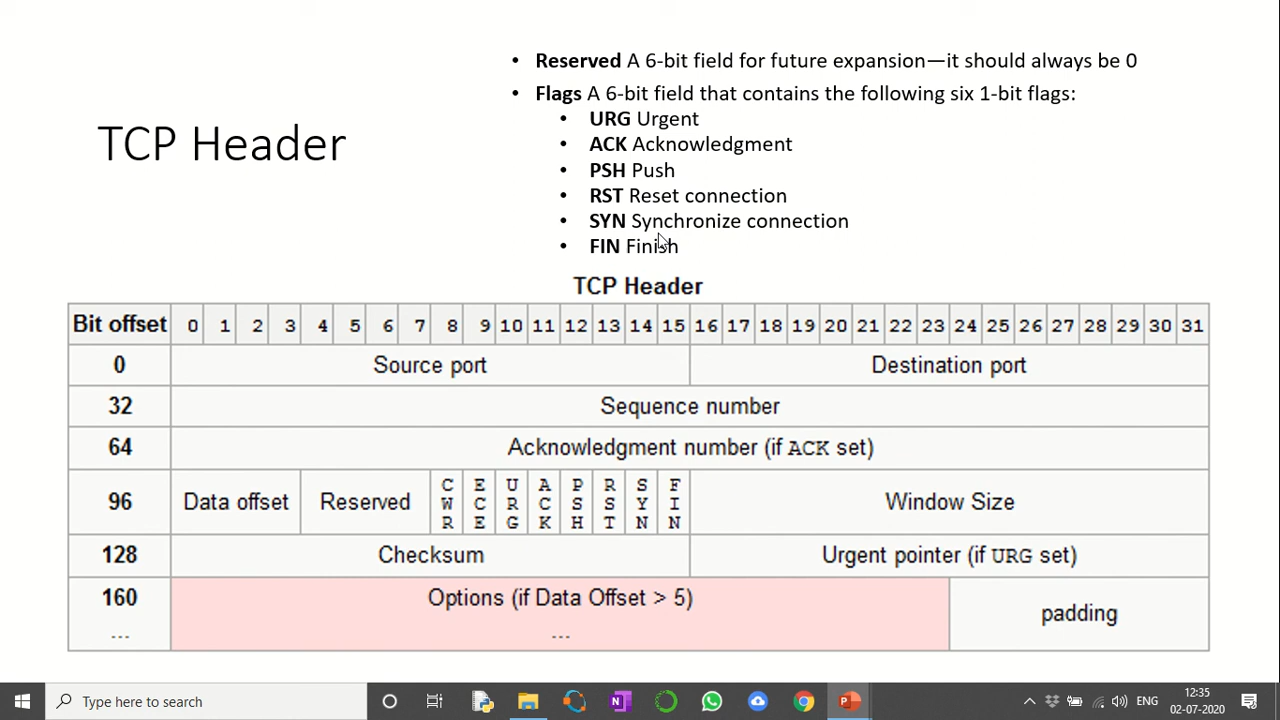 • Reserved A 6-bit field for future expansion—it should always be 0
• Flags A 6-bit field that contains the following six 1-bit flags:
• URG Urgent
• ACK Acknowledgment
• PSH Push
• RST Reset connection
• SYN Synchronize connection
• FIN Finish
TCP Header
TCP Header
Bit offset 0 1 2 3 4 5 6 7 8 9 10 11 12 13 14 15 16 17 18 19 20 21 22 23 24 25 26 27 28 29 30 31
0 Source port Destination port
32 Sequence number
64 Acknowledgment number (if ACK set)
96 Data offset Reserved CWR ECE URG ACK PSH RST SYN FIN Window Size
128 Checksum Urgent pointer (if URG set)
160 Options (if Data Offset > 5) padding
... ...
Type here to search ENG 12:35
02-07-2020